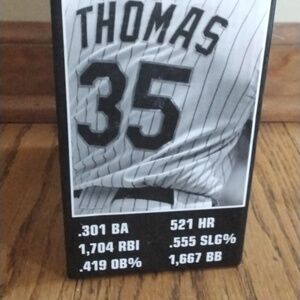 THOMAS
35
.301 BA 521 HR
1,704 RBI .555 SLG%
.419 OB% 1,667 BB